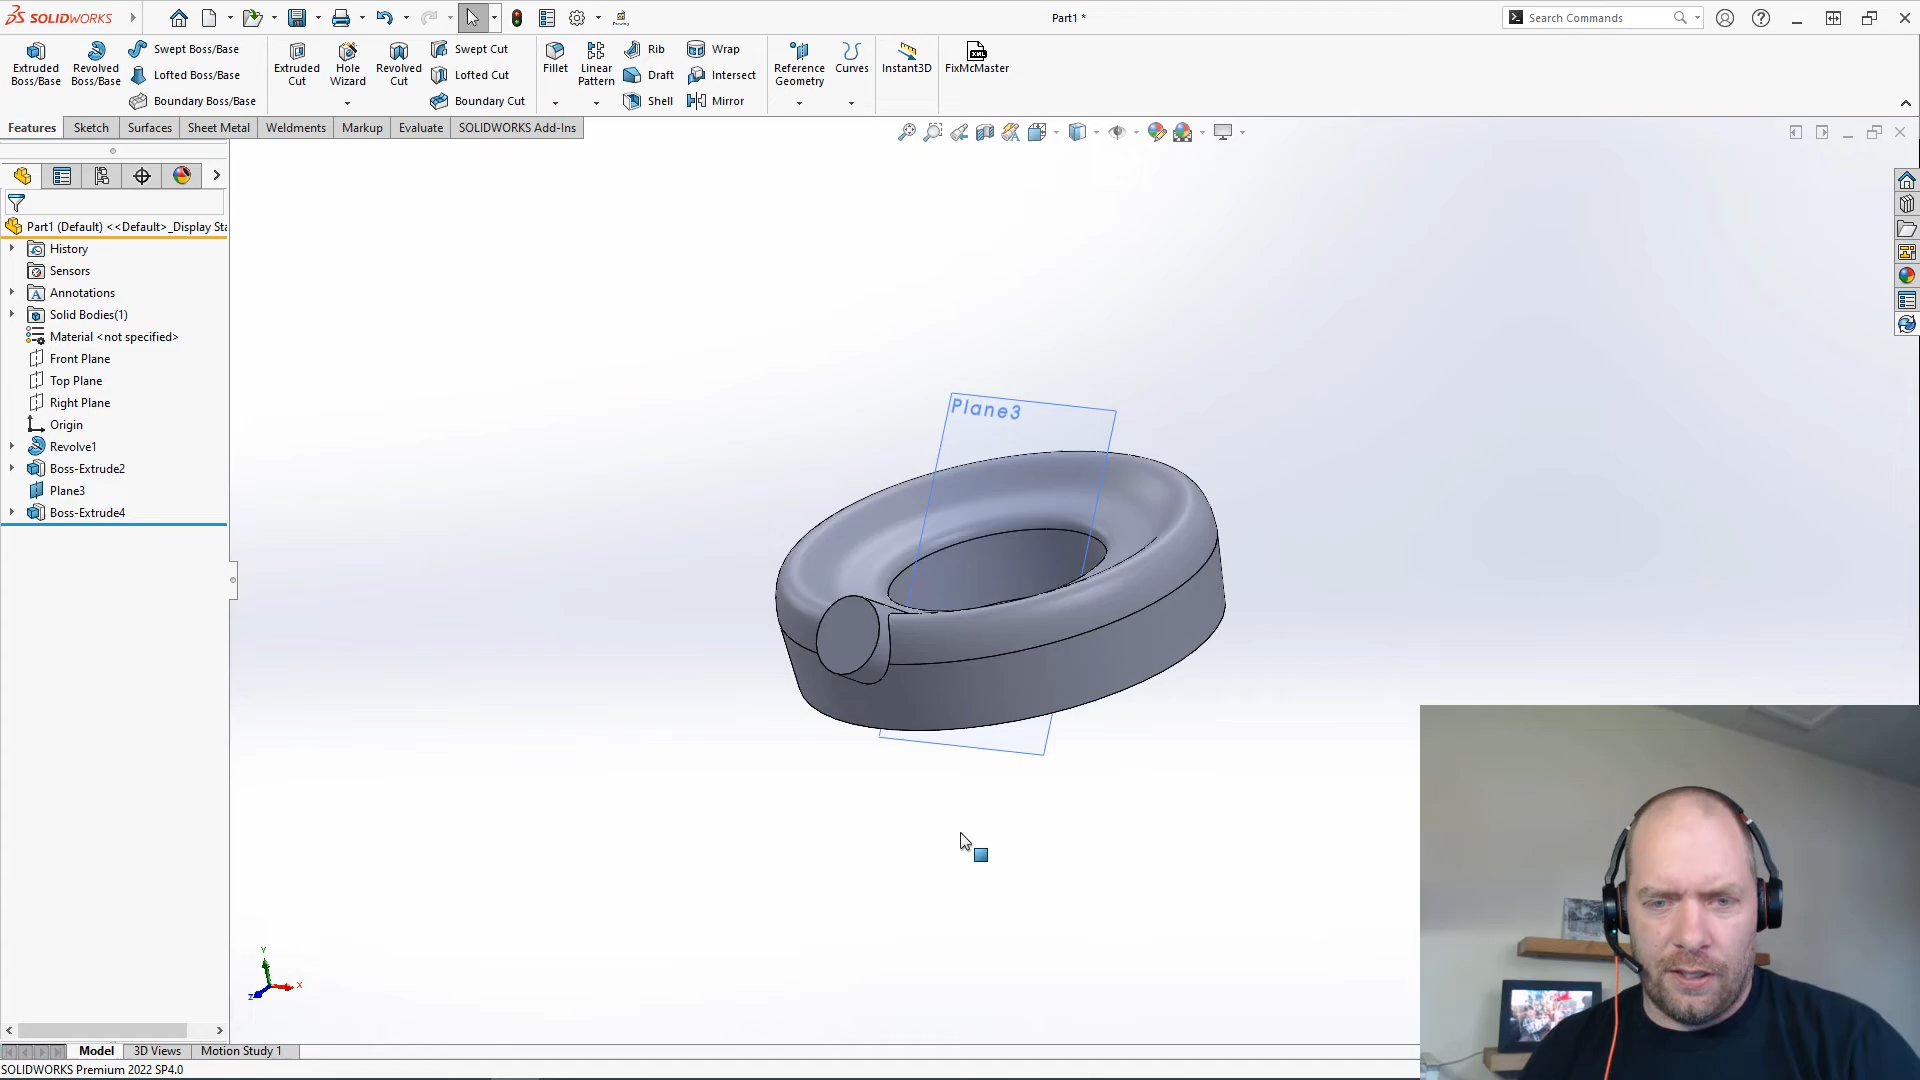 SOLIDWORKS
Part1 *
Search Commands
Extruded Boss/Base
Revolved Boss/Base
Swept Boss/Base
Lofted Boss/Base
Boundary Boss/Base
Extruded Cut
Hole Wizard
Revolved Cut
Swept Cut
Lofted Cut
Boundary Cut
Fillet
Linear Pattern
Rib
Draft
Shell
Wrap
Intersect
Mirror
Reference Geometry
Curves
Instant3D
FixMcMaster
Features
Sketch
Surfaces
Sheet Metal
Weldments
Markup
Evaluate
SOLIDWORKS Add-Ins
Part1 (Default) <<Default>_Display Sta
History
Sensors
Annotations
Solid Bodies(1)
Material <not specified>
Front Plane
Top Plane
Right Plane
Origin
Revolve1
Boss-Extrude2
Plane3
Boss-Extrude4
Plane3
Y
X
Z
Model
3D Views
Motion Study 1
SOLIDWORKS Premium 2022 SP4.0